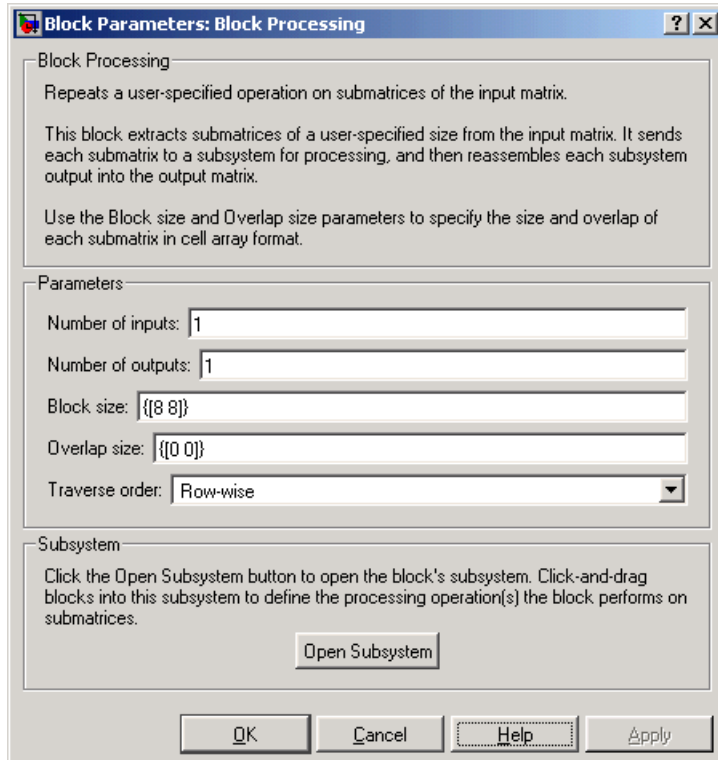 Block Parameters: Block Processing
Block Processing
Repeats a user-specified operation on submatrices of the input matrix.
This block extracts submatrices of a user-specified size from the input matrix. It sends
each submatrix to a subsystem for processing, and then reassembles each subsystem
output into the output matrix.
Use the Block size and Overlap size parameters to specify the size and overlap of
each submatrix in cell array format.
Parameters
Number of inputs: 1
Number of outputs: 1
Block size: {[8 8]}
Overlap size: {[0 0]}
Traverse order: Row-wise
Subsystem
Click the Open Subsystem button to open the block's subsystem. Click-and-drag
blocks into this subsystem to define the processing operation(s) the block performs on
submatrices.
Open Subsystem
OK Cancel Help Apply